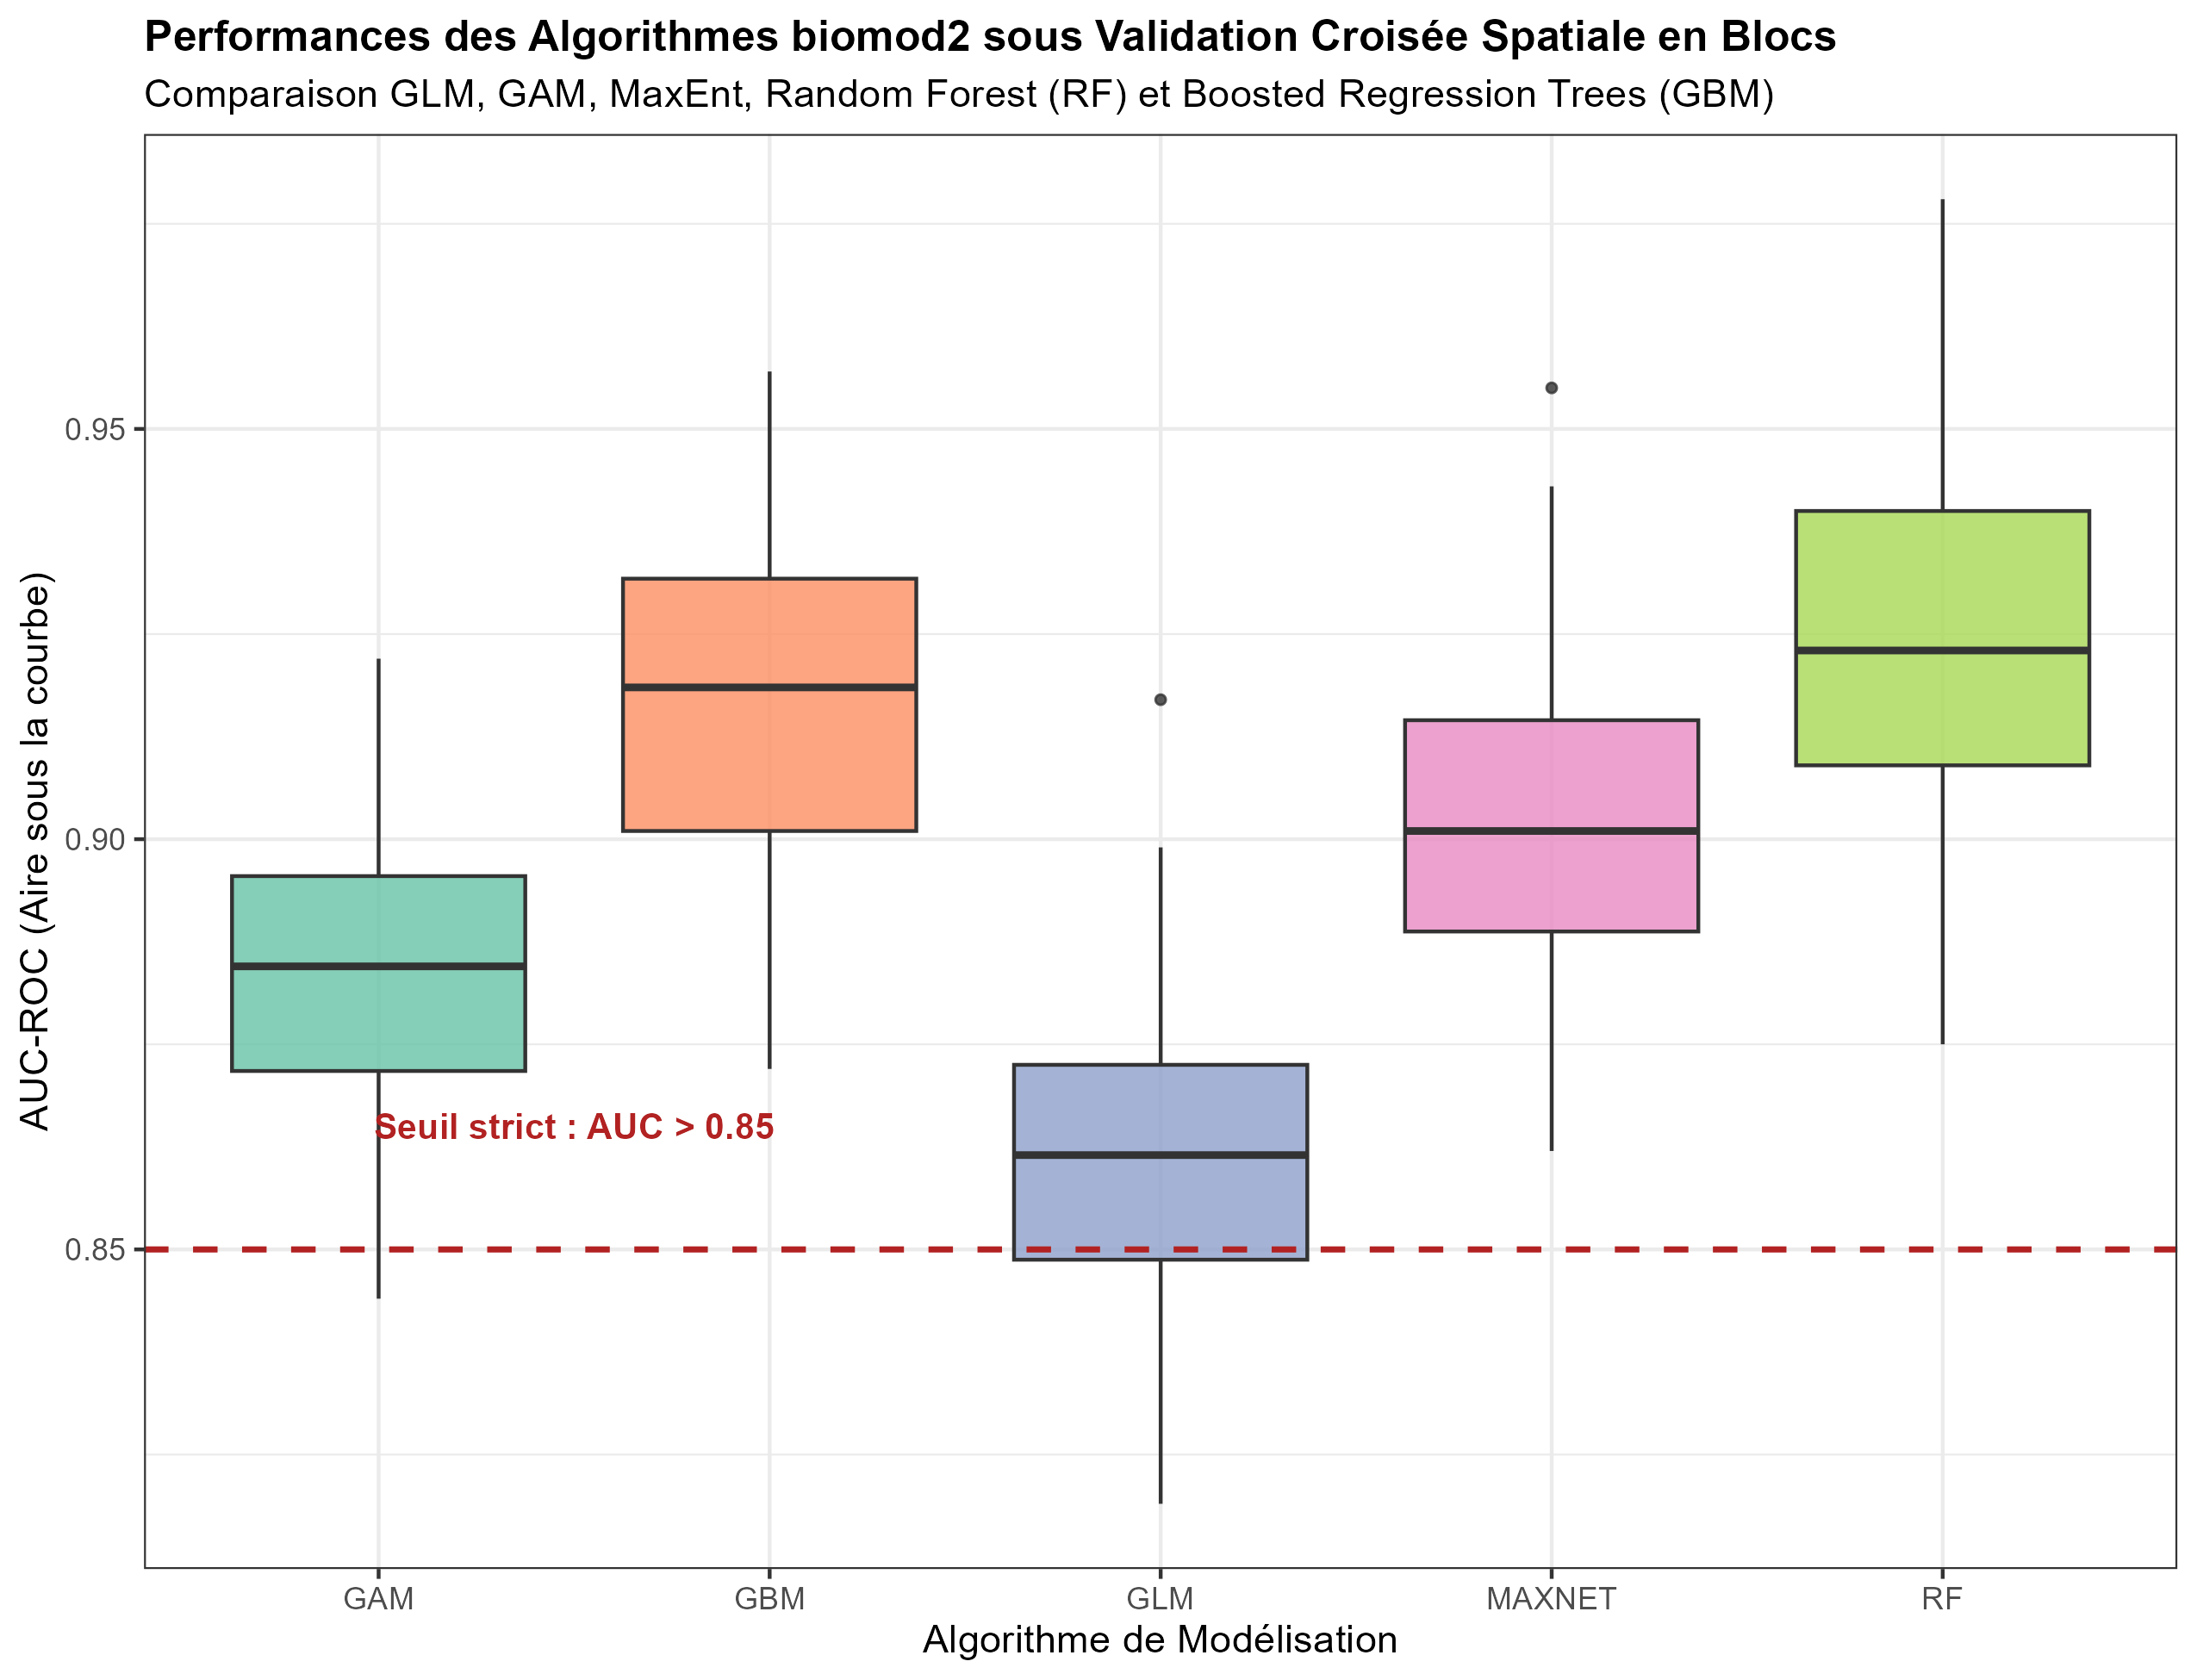 Performances des Algorithmes biomod2 sous Validation Croisée Spatiale en Blocs
Comparaison GLM, GAM, MaxEnt, Random Forest (RF) et Boosted Regression Trees (GBM)
AUC-ROC (Aire sous la courbe)
0.95
0.90
0.85
Seuil strict : AUC > 0.85
GAM
GBM
GLM
MAXNET
RF
Algorithme de Modélisation